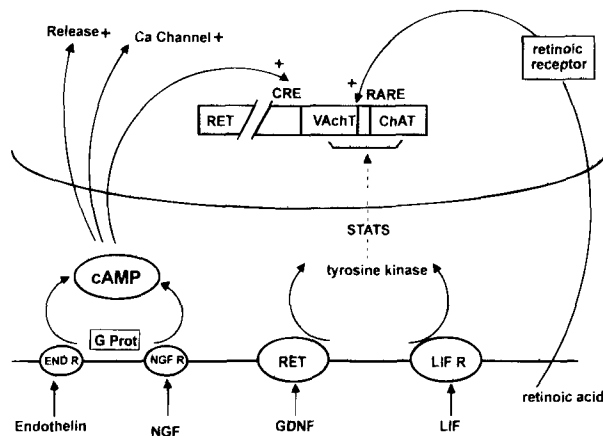 Release +
Ca Channel +
retinoic
receptor
+
+
CRE
RARE
RET
VAchT
ChAT
STATS
tyrosine kinase
cAMP
G Prot
END R
NGF R
RET
LIF R
Endothelin
NGF
GDNF
LIF
retinoic acid